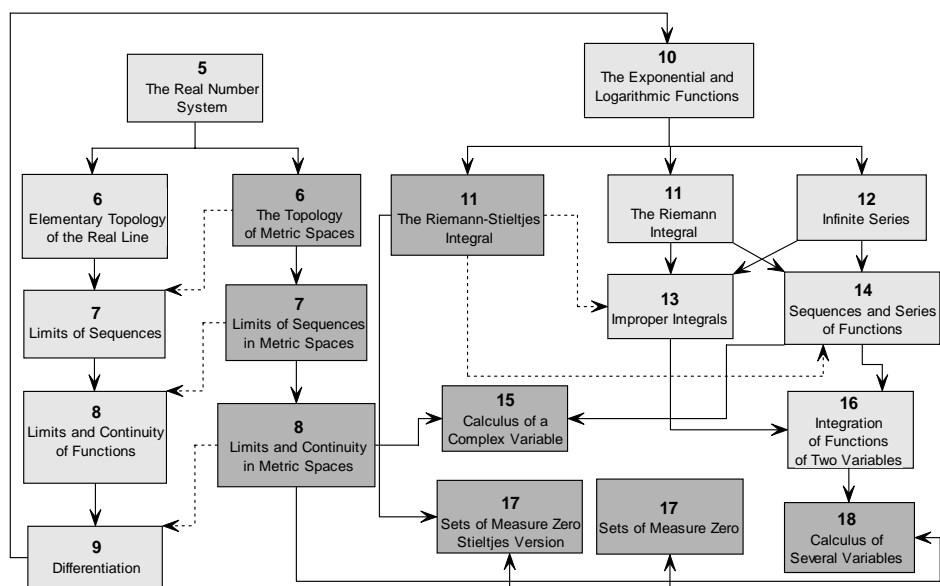 5
The Real Number
System
10
The Exponential and
Logarithmic Functions
6
Elementary Topology
of the Real Line
6
The Topology
of Metric Spaces
11
The Riemann-Stieltjes
Integral
11
The Riemann
Integral
12
Infinite Series
7
Limits of Sequences
7
Limits of Sequences
in Metric Spaces
13
Improper Integrals
14
Sequences and Series
of Functions
8
Limits and Continuity
of Functions
8
Limits and Continuity
in Metric Spaces
15
Calculus of a
Complex Variable
16
Integration
of Functions
of Two Variables
9
Differentiation
17
Sets of Measure Zero
Stieltjes Version
17
Sets of Measure Zero
18
Calculus of
Several Variables